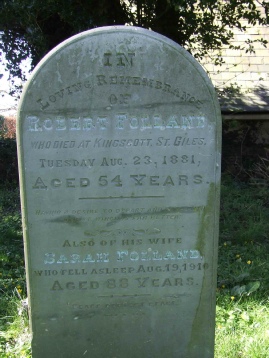 IN
LOVING REMEMBRANCE
OF
ROBERT FOLLAND,
WHO DIED AT KINGSCOTT, ST. GILES,
TUESDAY AUG. 23, 1881,
AGED 54 YEARS.
ALSO OF HIS WIFE
SARAH FOLLAND,
WHO FELL ASLEEP AUG. 19, 1910
AGED 88 YEARS.